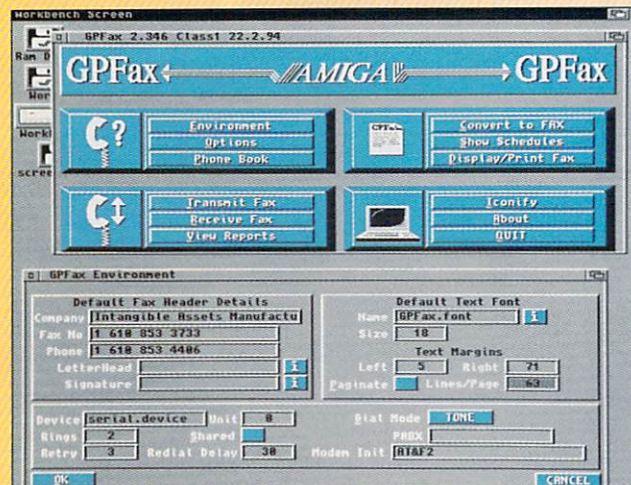 Workbench Screen
GPFax 2.346 Class1 22.2.94
Ram D
GPFax AMIGA GPFax
Wor
Environment
Options
Phone Book
GPFax
Convert to FAX
Show Schedules
Display/Print Fax
Work
scree
Transmit Fax
Receive Fax
View Reports
Iconify
About
QUIT
GPFax Environment
Default Fax Header Details
Company Intangible Assets Manufactu
Fax No 1 610 853 3733
Phone 1 610 853 4406
LetterHead i
Signature i
Default Text Font
Name GPFax.font i
Size 18
Text Margins
Left 5 Right 71
Paginate Lines/Page 63
Device serial.device Unit 0
Rings 2 Shared
Retry 3 Redial Delay 30
Dial Mode TONE
PABX
Modem Init AT&F2
OK
CANCEL